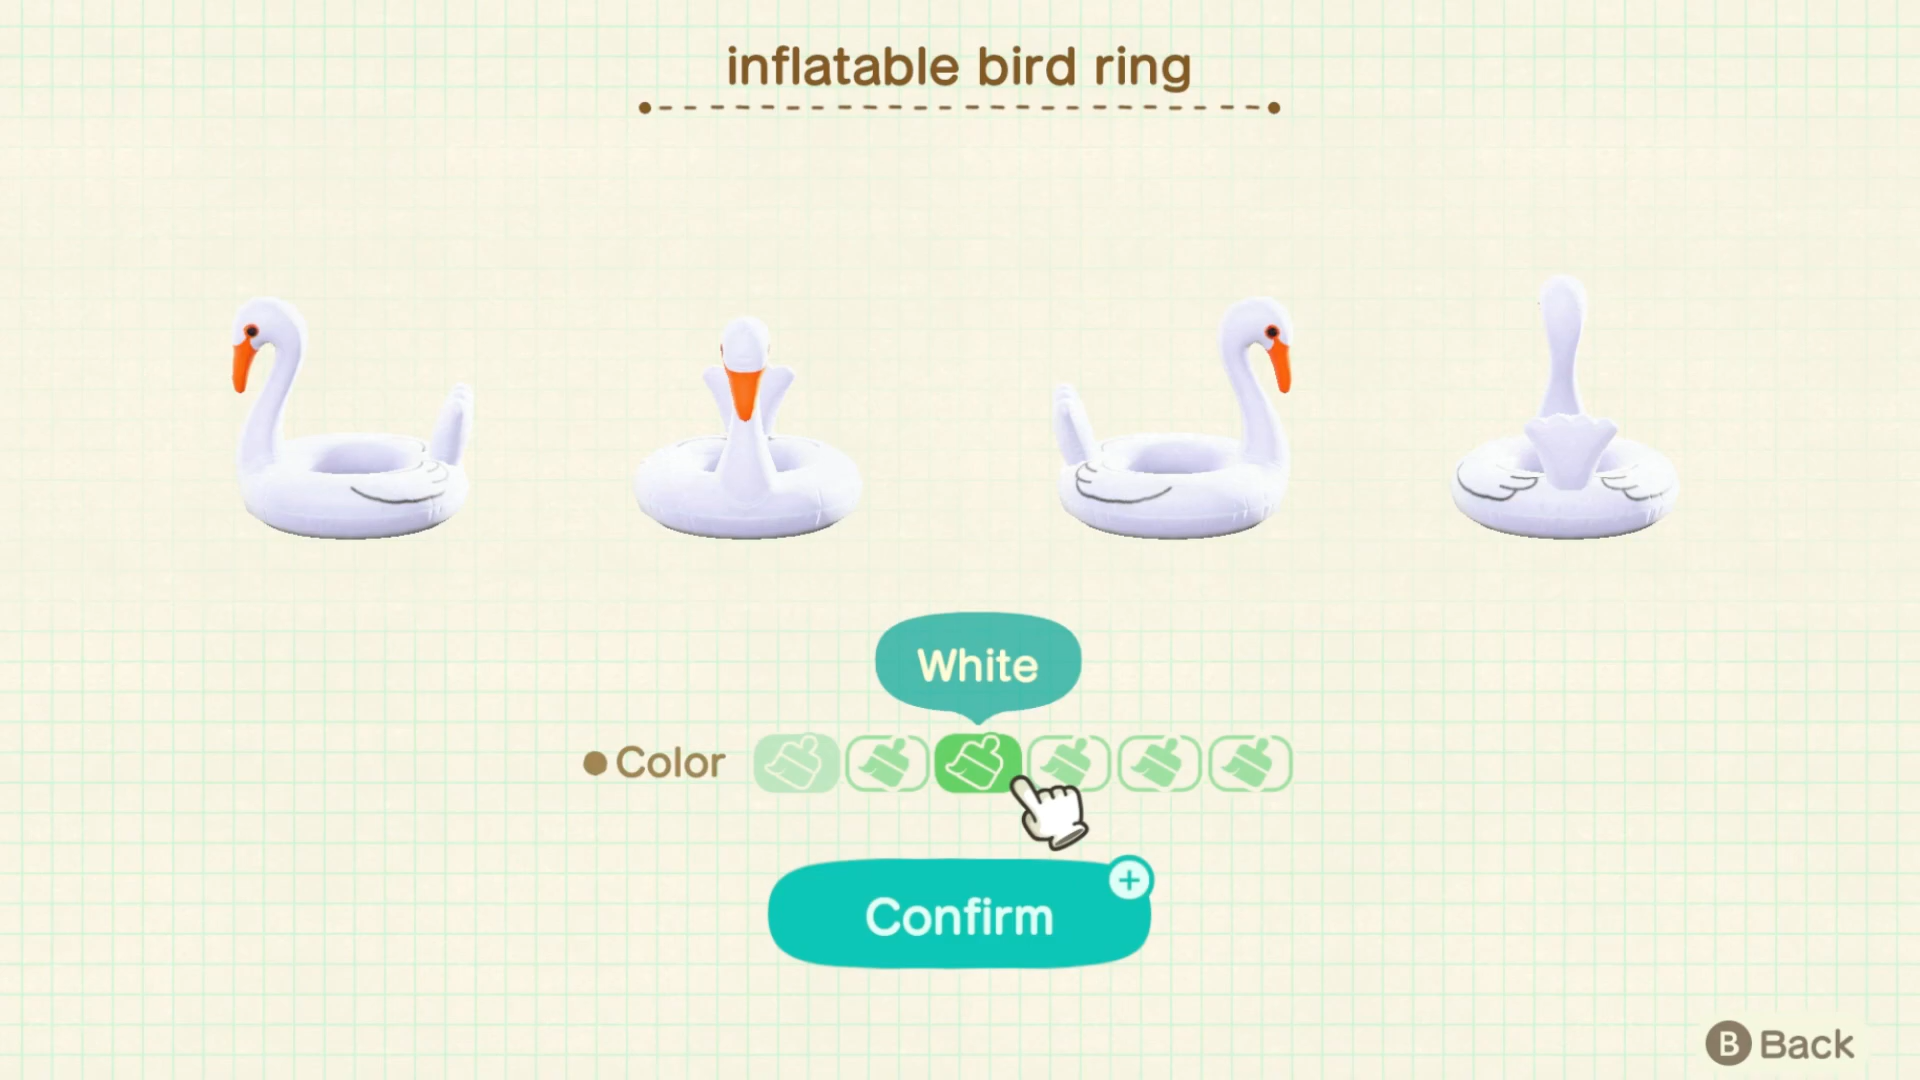 inflatable bird ring
White
Color
Confirm
B Back